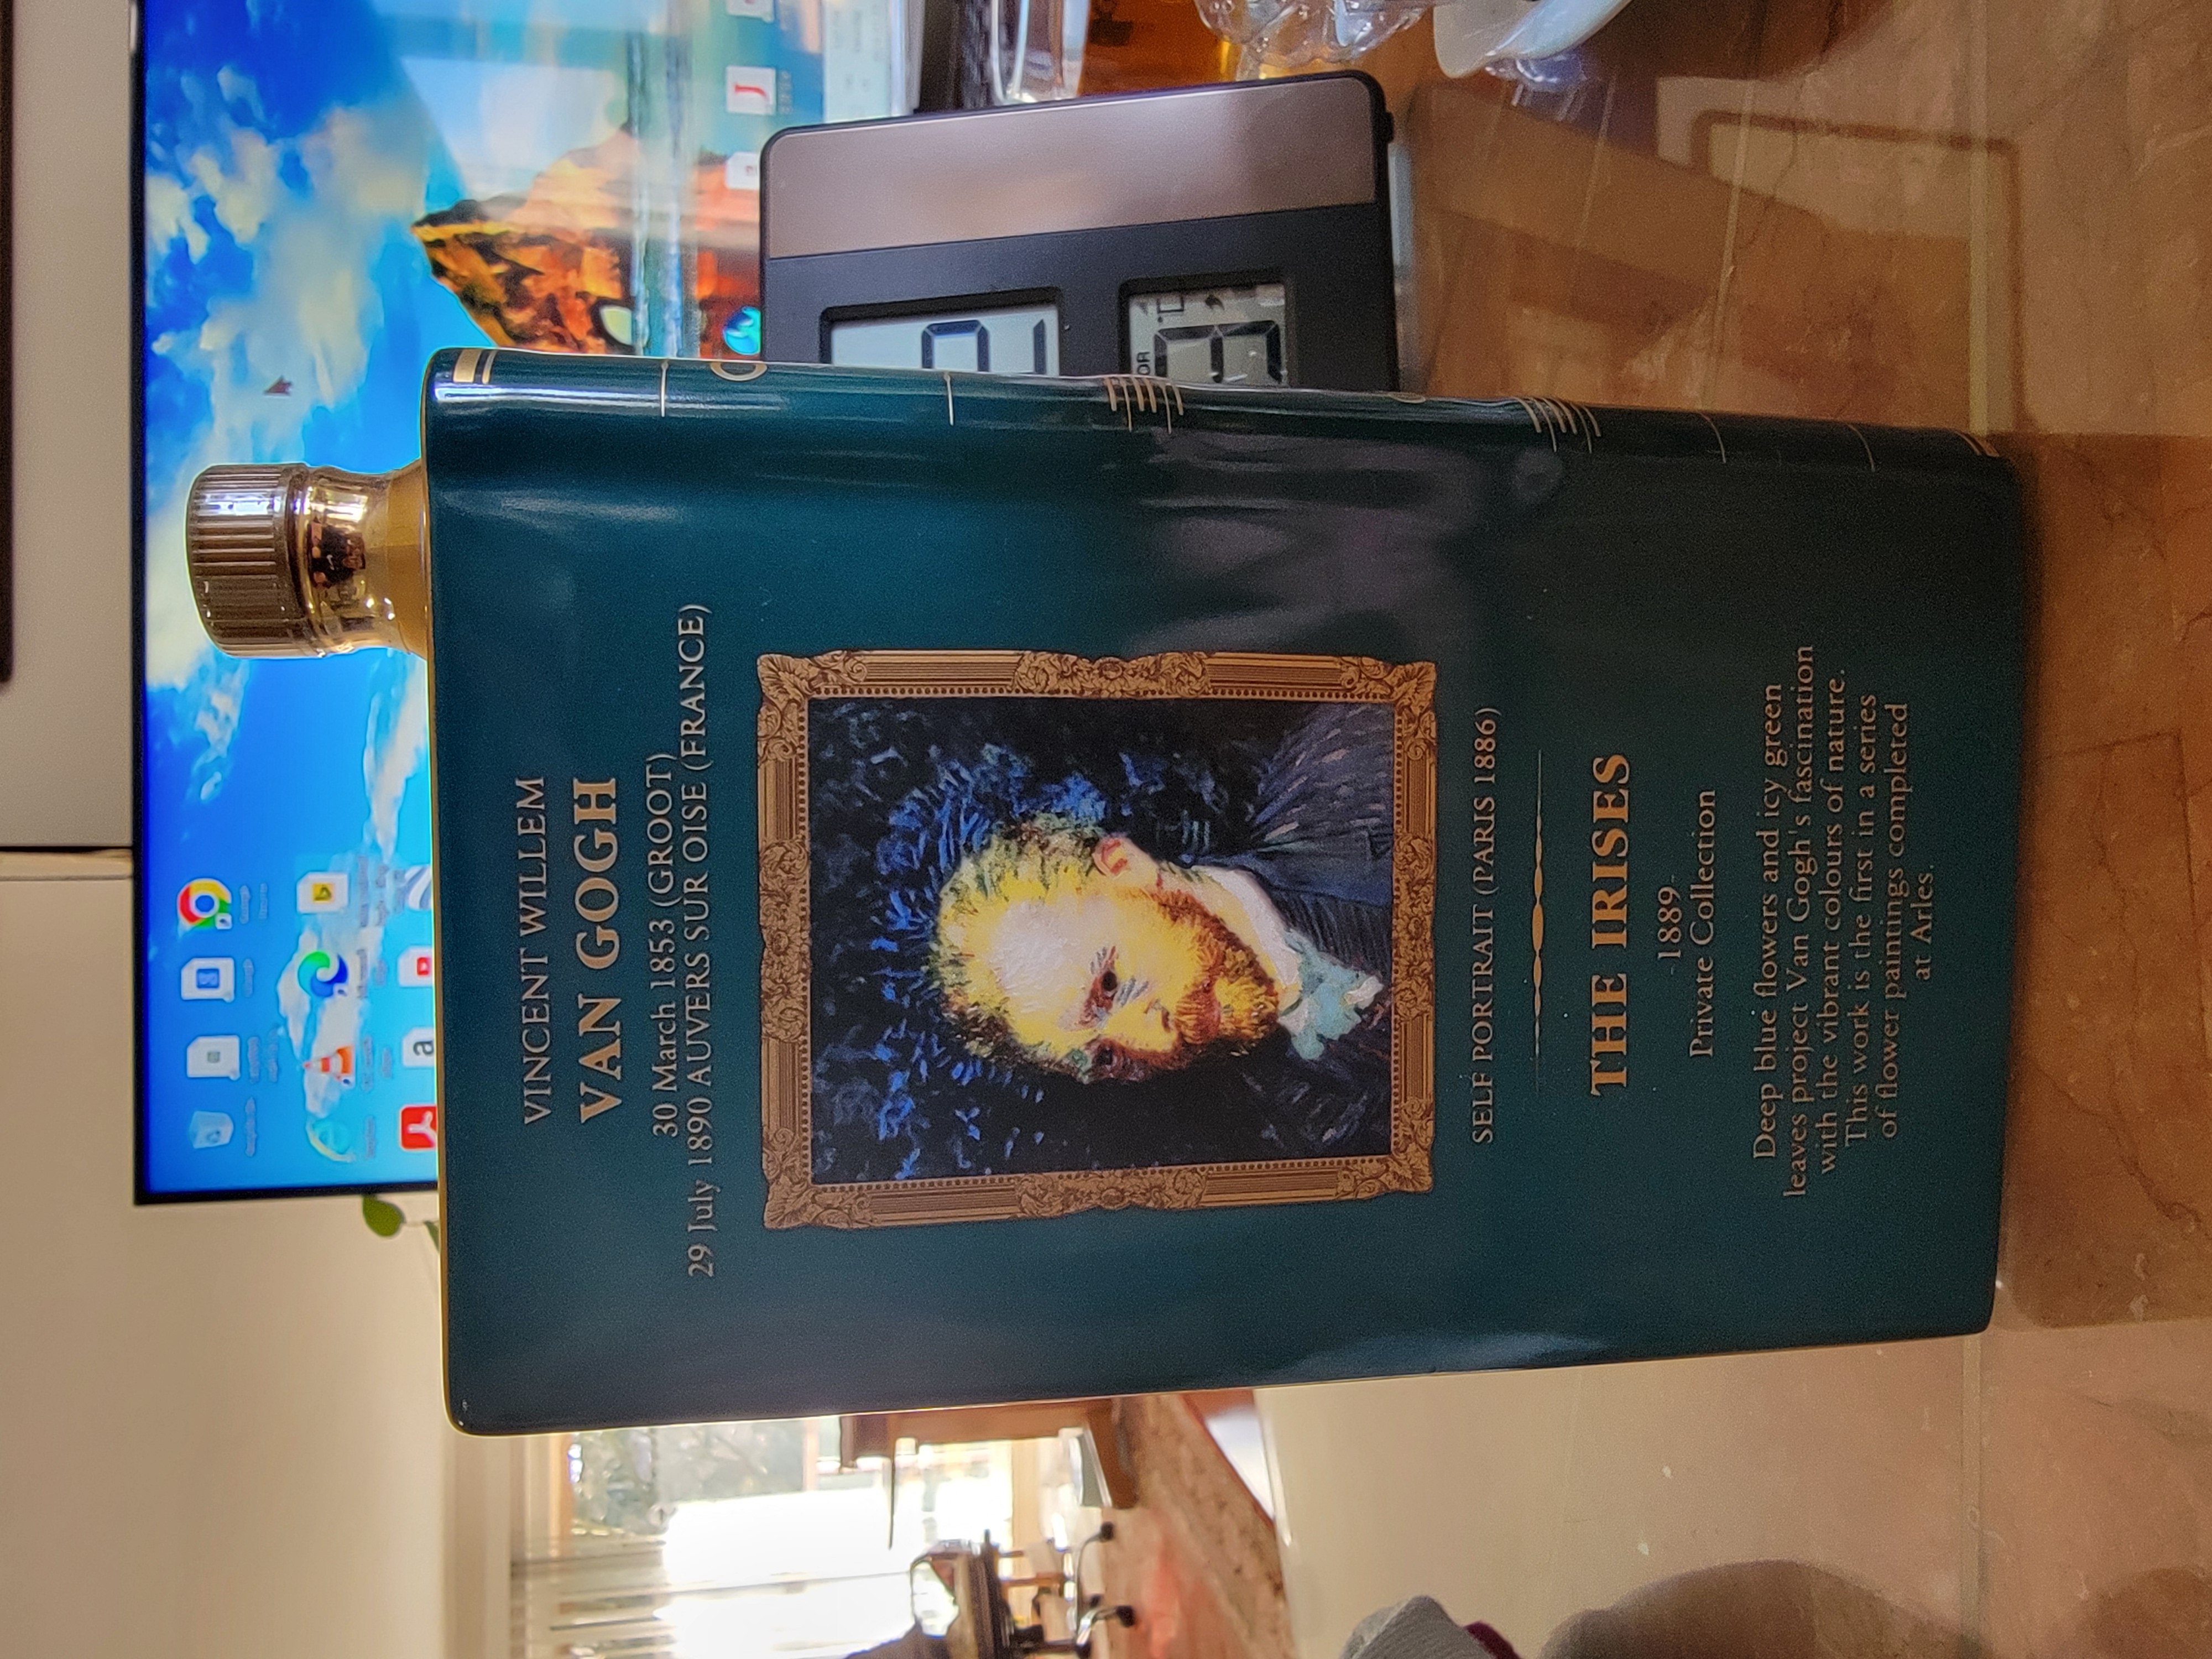 VINCENT WILLEM
VAN GOGH
30 March 1853 (GROOT)
29 July 1890 AUVERS SUR OISE (FRANCE)
SELF PORTRAIT (PARIS 1886)
THE IRISES
-1889-
Private Collection
Deep blue flowers and icy green
leaves project Van Gogh's fascination
with the vibrant colours of nature.
This work is the first in a series
of flower paintings completed
at Arles.